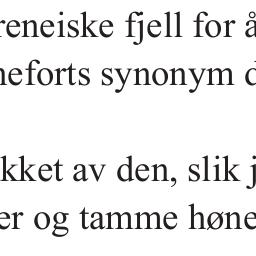 reneiske fjell for å
neforts synonym d
kket av den, slik j
er og tamme høne